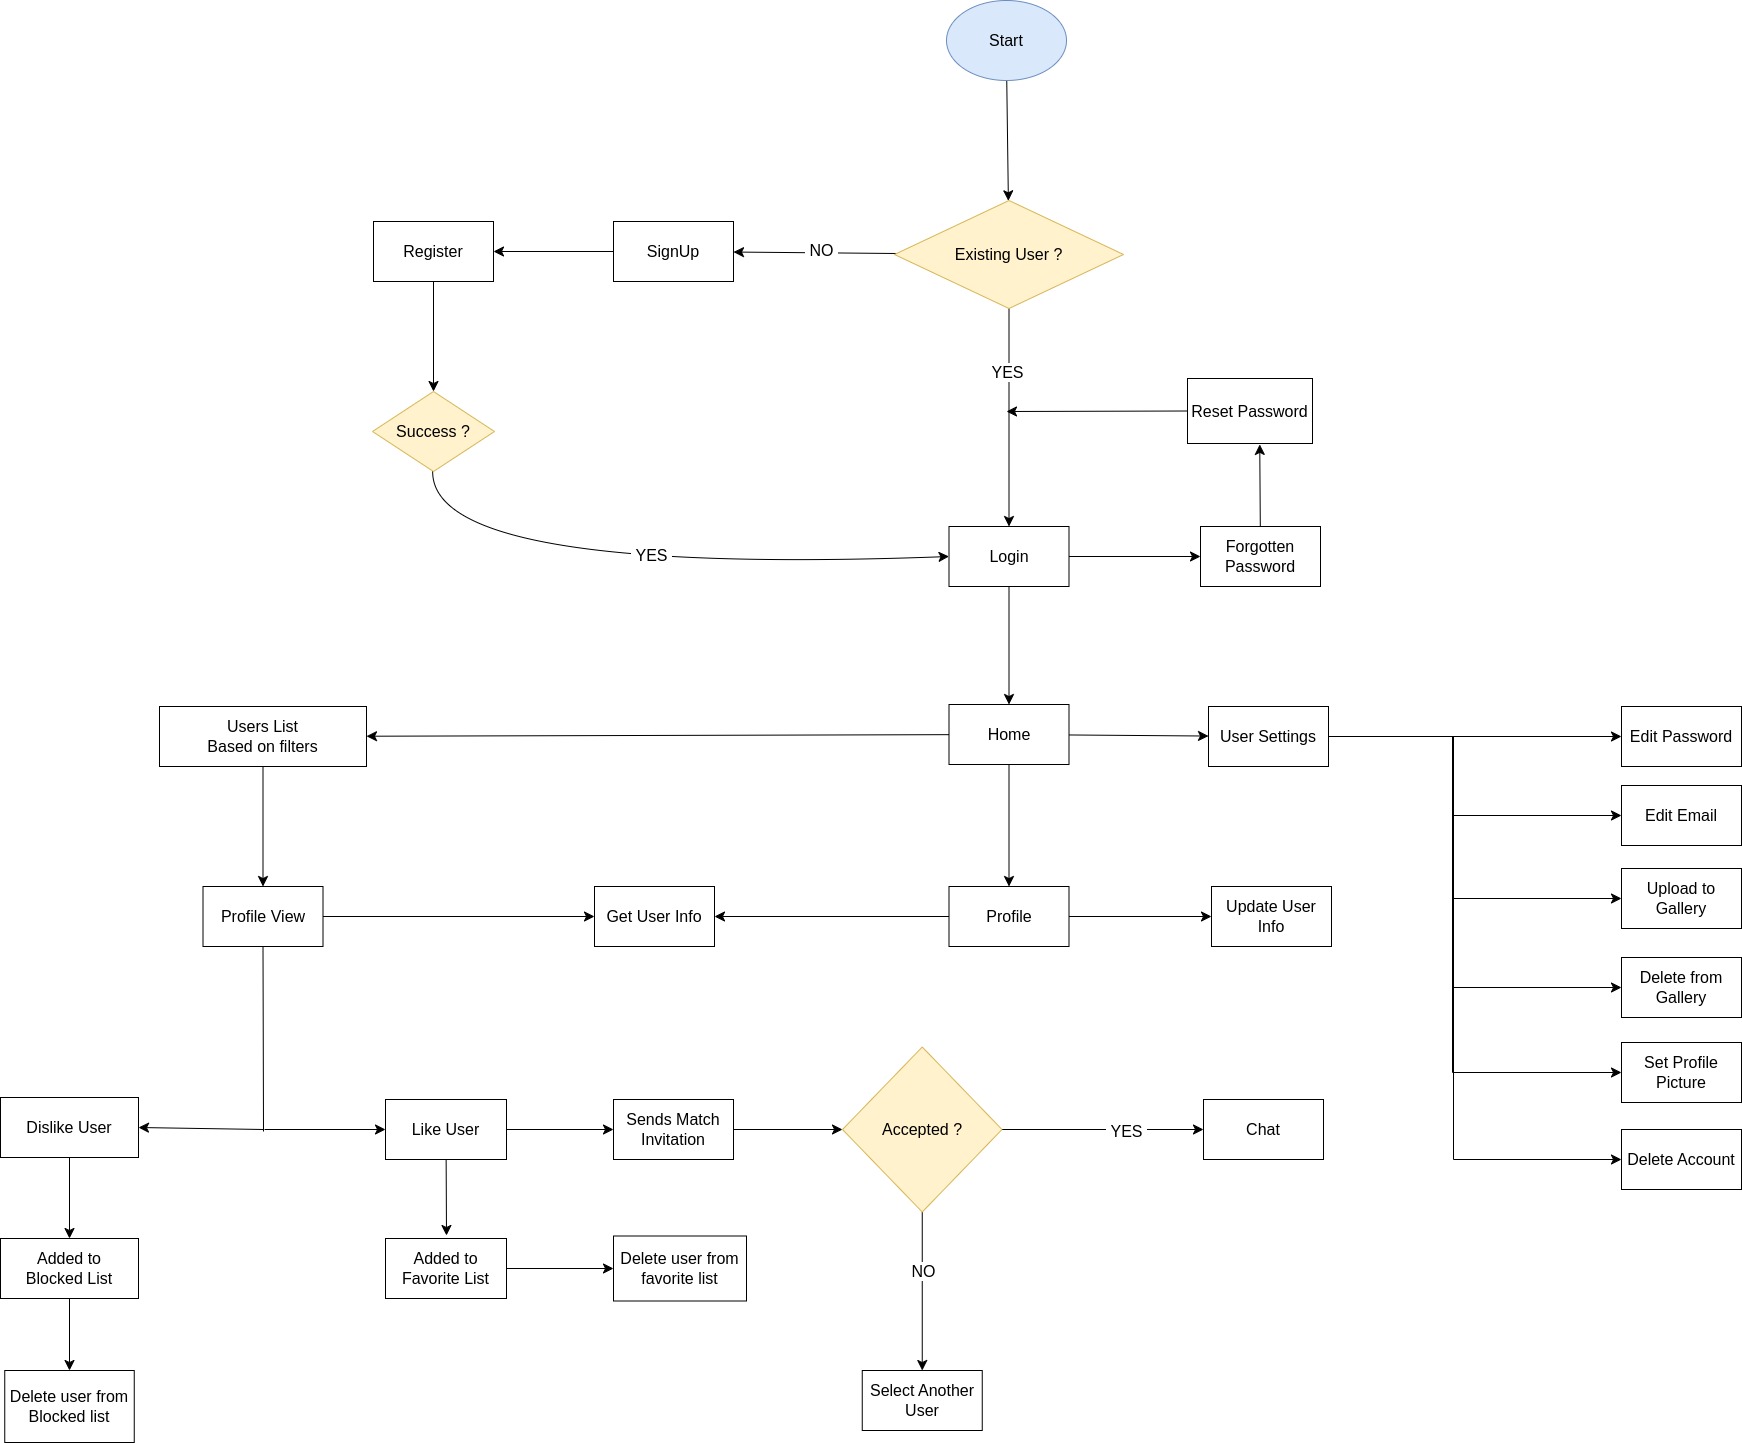 Start
Existing User ?
NO
SignUp
Register
YES
Reset Password
Success ?
YES
Login
Forgotten
Password
Users List
Based on filters
Home
User Settings
Edit Password
Edit Email
Upload to
Gallery
Profile View
Get User Info
Profile
Update User
Info
Delete from
Gallery
Set Profile
Picture
Dislike User
Like User
Sends Match
Invitation
Accepted ?
YES
Chat
Delete Account
Added to
Blocked List
Added to
Favorite List
Delete user from
favorite list
NO
Delete user from
Blocked list
Select Another
User